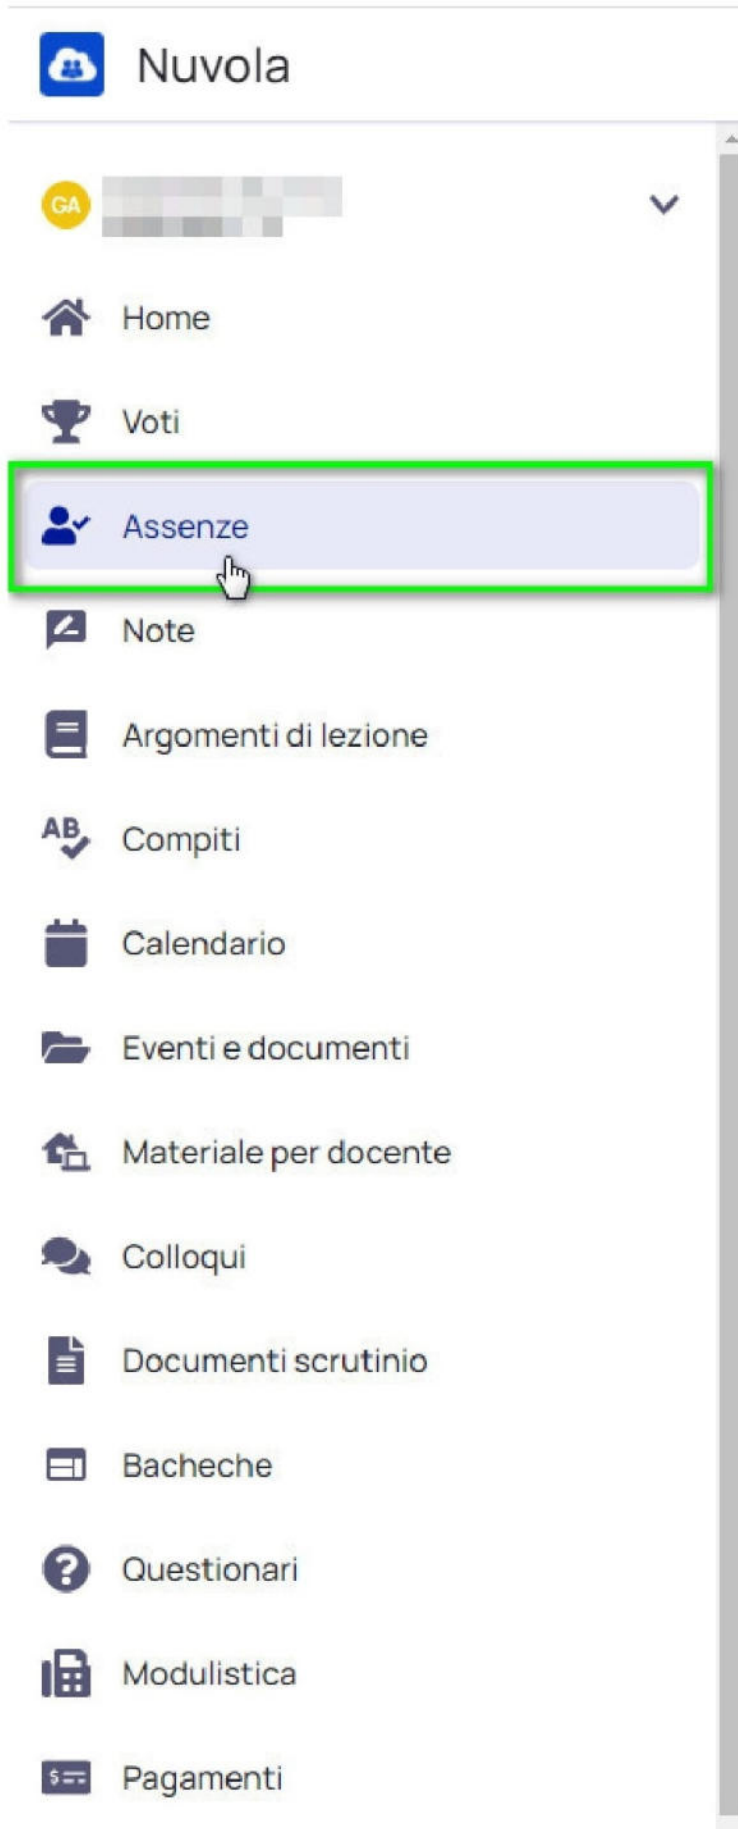 Nuvola
GA
Home
Voti
Assenze
Note
Argomenti di lezione
AB
Compiti
Calendario
Eventi e documenti
Materiale per docente
Colloqui
Documenti scrutinio
Bacheche
? Questionari
Modulistica
$ Pagamenti